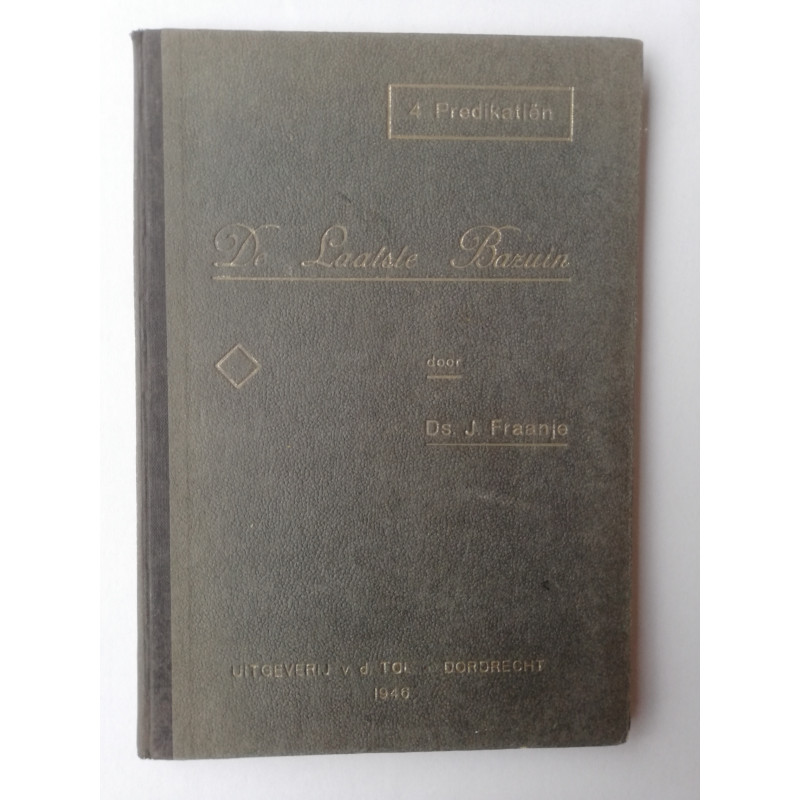 4 Predikatiën
De Laatste Bazuin
door
Ds. J. Fraanje
UITGEVERIJ v d TOL - DORDRECHT
1946